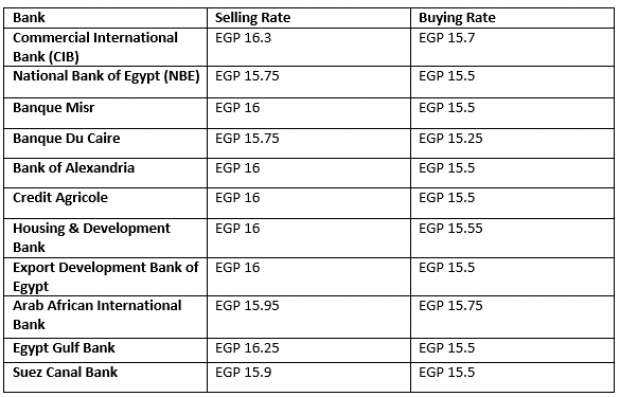 Bank Selling Rate Buying Rate
Commercial International EGP 16.3 EGP 15.7
Bank (CIB)
National Bank of Egypt (NBE) EGP 15.75 EGP 15.5
Banque Misr EGP 16 EGP 15.5
Banque Du Caire EGP 15.75 EGP 15.25
Bank of Alexandria EGP 16 EGP 15.5
Credit Agricole EGP 16 EGP 15.5
Housing & Development EGP 16 EGP 15.55
Bank
Export Development Bank of EGP 16 EGP 15.5
Egypt
Arab African International EGP 15.95 EGP 15.75
Bank
Egypt Gulf Bank EGP 16.25 EGP 15.5
Suez Canal Bank EGP 15.9 EGP 15.5